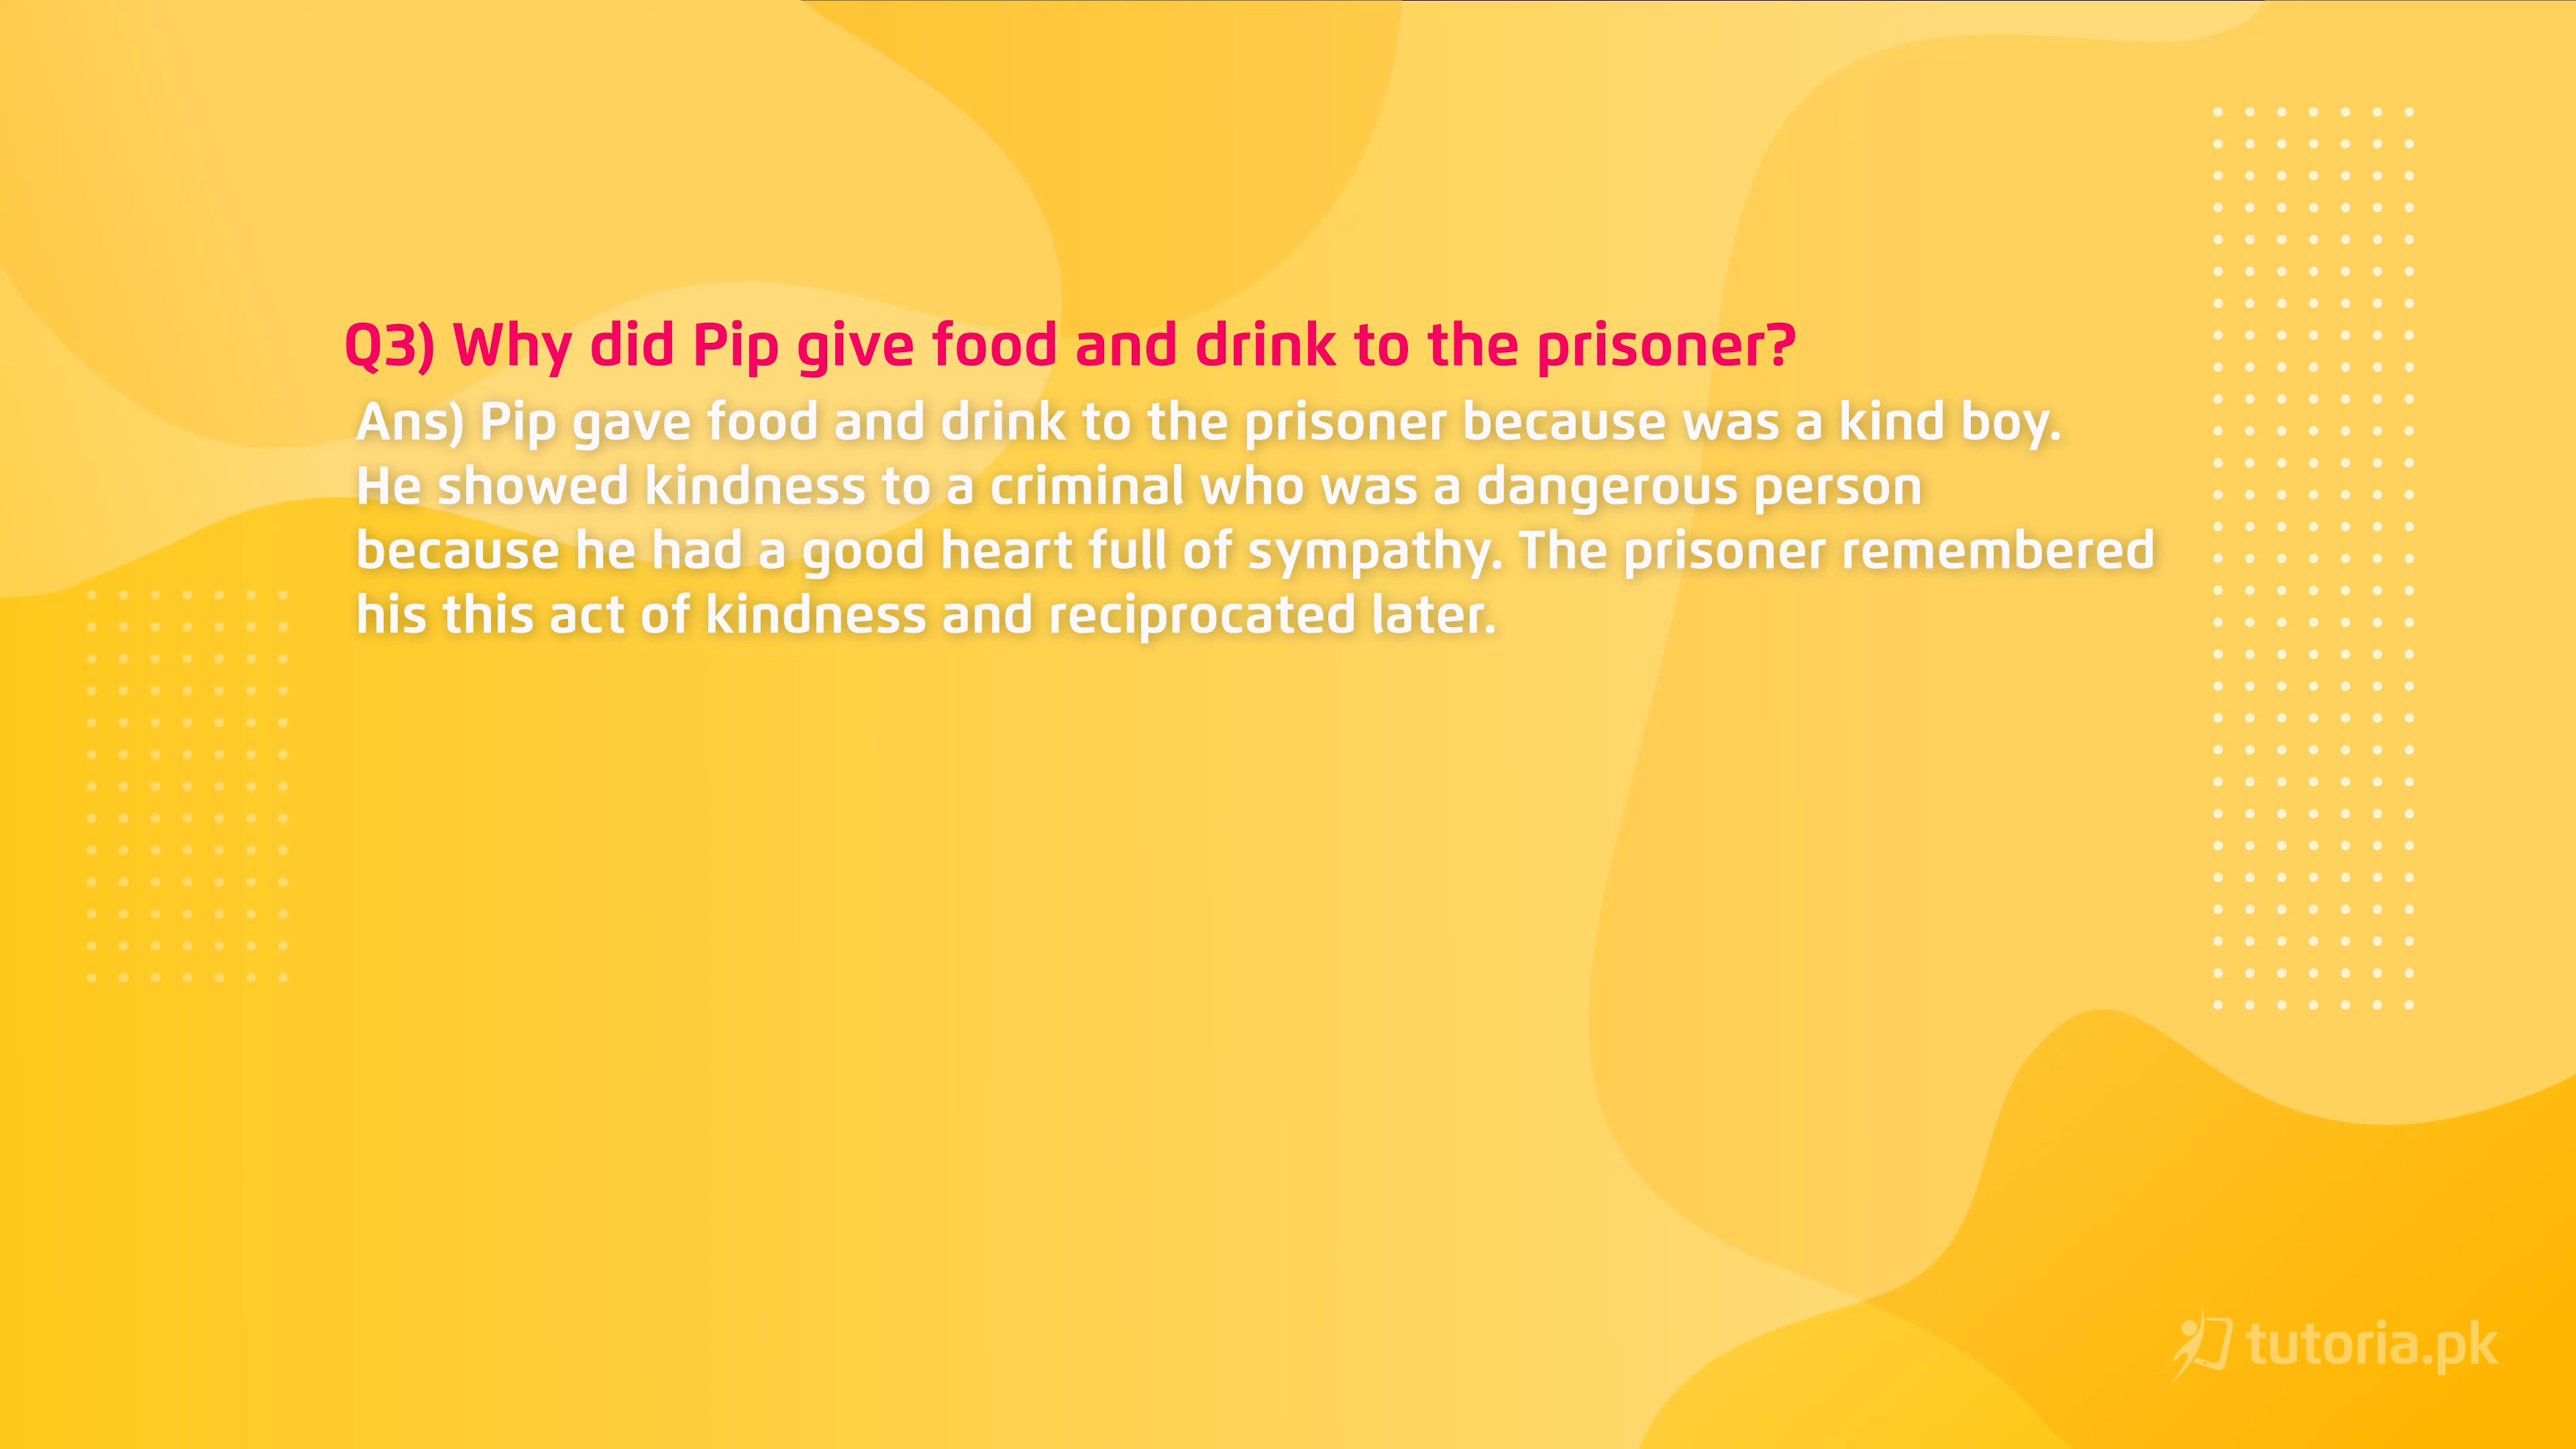 Q3) Why did Pip give food and drink to the prisoner?
Ans) Pip gave food and drink to the prisoner because was a kind boy.
He showed kindness to a criminal who was a dangerous person
because he had a good heart full of sympathy. The prisoner remembered
his this act of kindness and reciprocated later.
tutoria.pk